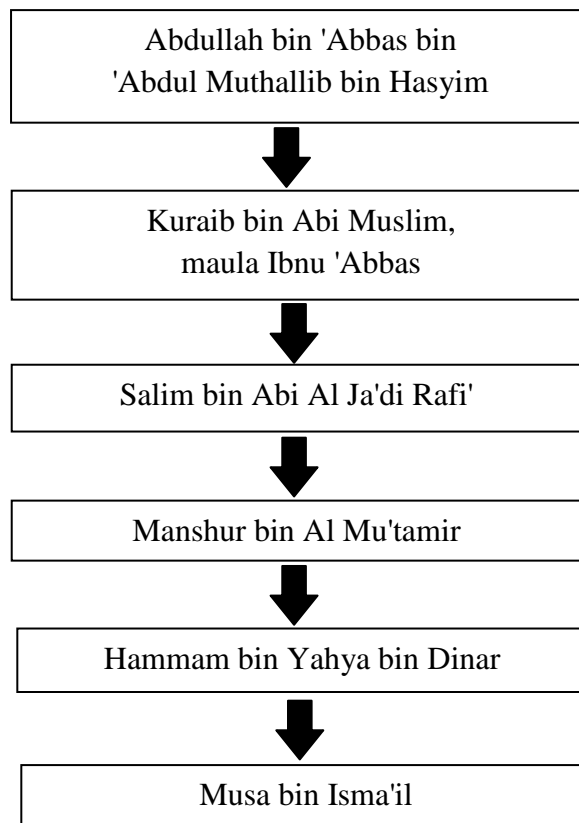 Abdullah bin 'Abbas bin
'Abdul Muthallib bin Hasyim
Kuraib bin Abi Muslim,
maula Ibnu 'Abbas
Salim bin Abi Al Ja'di Rafi'
Manshur bin Al Mu'tamir
Hammam bin Yahya bin Dinar
Musa bin Isma'il